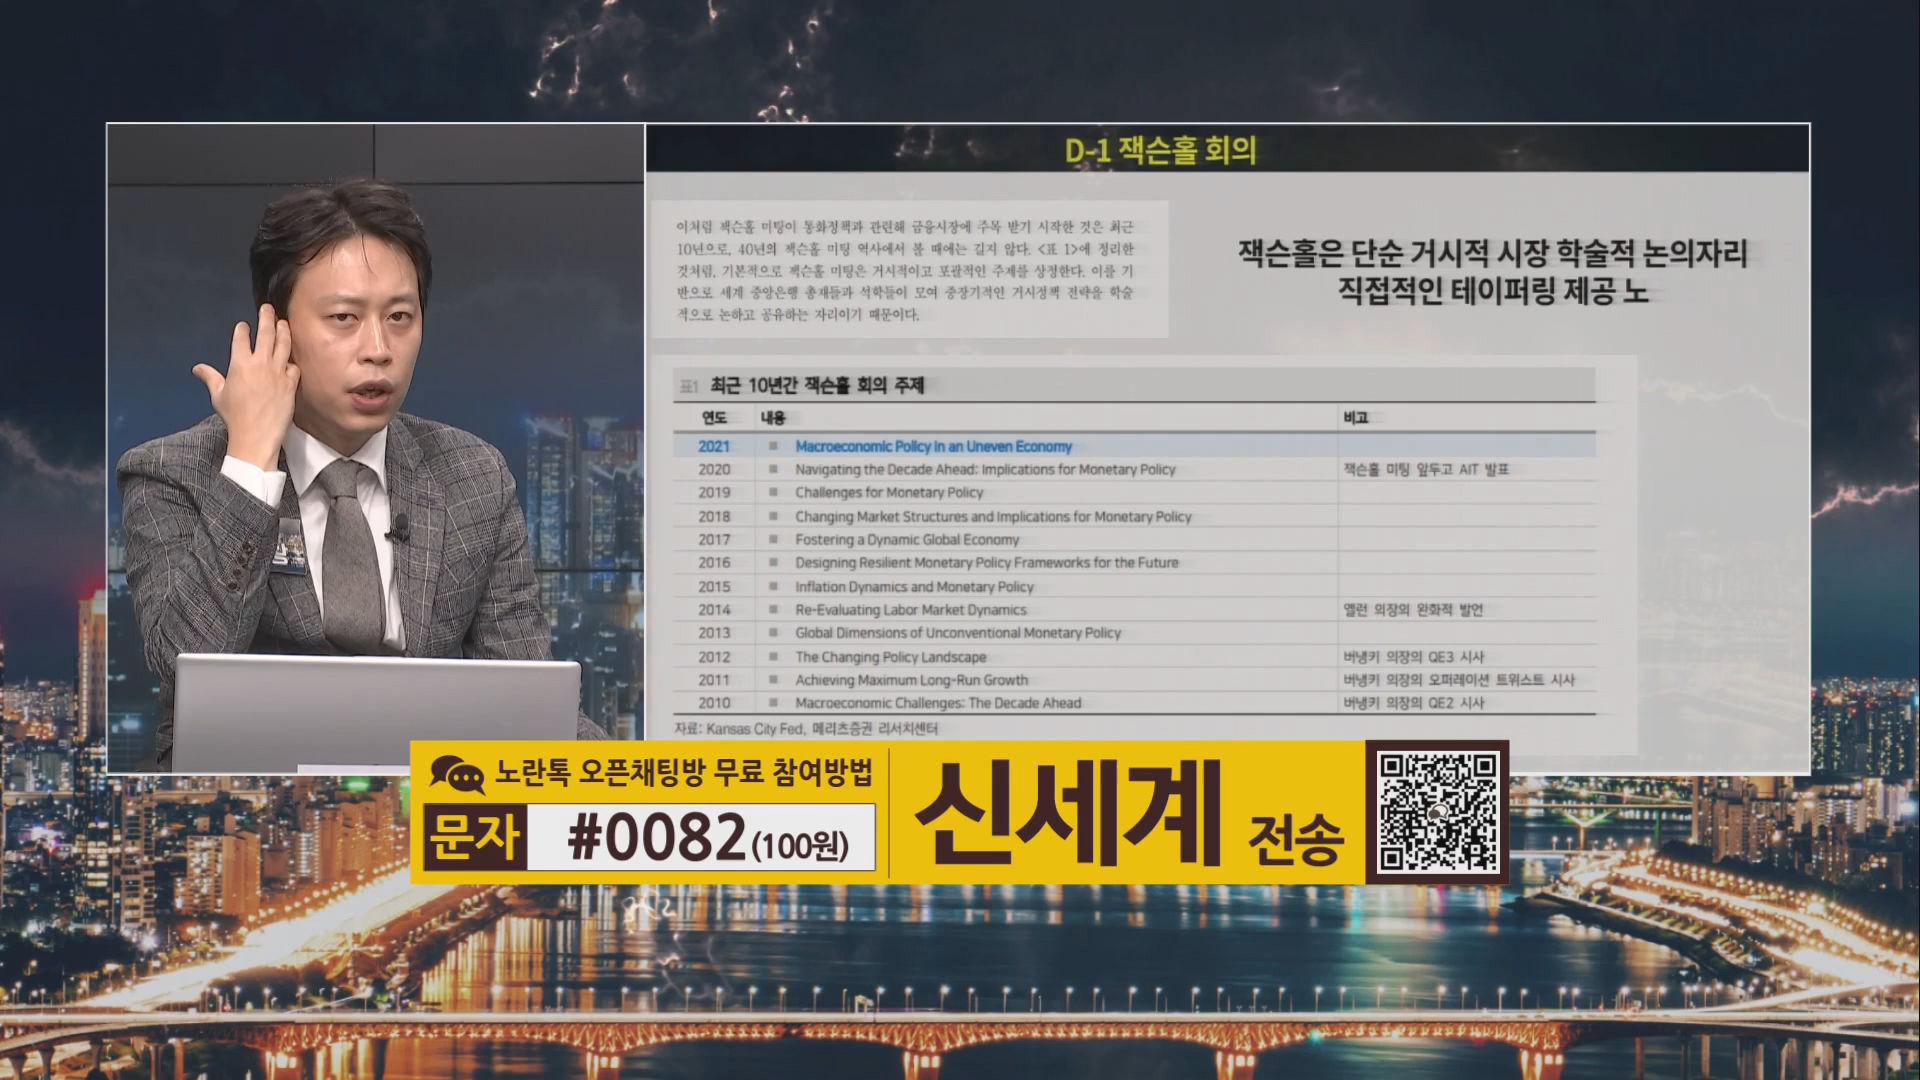 D-1 잭슨홀 회의
이처럼 잭슨홀 미팅이 통화정책과 관련해 금융시장에 주목 받기 시작한 것은 최근
10년으로, 40년의 잭슨홀 미팅 역사에서 볼 때에는 길지 않다. <표 1>에 정리한
것처럼, 기본적으로 잭슨홀 미팅은 거시적이고 포괄적인 주제를 상정한다. 이를 기
반으로 세계 중앙은행 총재들과 석학들이 모여 중장기적인 거시정책 전략을 학술
적으로 논하고 공유하는 자리이기 때문이다.
잭슨홀은 단순 거시적 시장 학술적 논의자리
직접적인 테이퍼링 제공 노
표1 최근 10년간 잭슨홀 회의 주제
연도 내용 비고
2021 Macroeconomic Policy in an Uneven Economy
2020 Navigating the Decade Ahead: Implications for Monetary Policy 잭슨홀 미팅 앞두고 AIT 발표
2019 Challenges for Monetary Policy
2018 Changing Market Structures and Implications for Monetary Policy
2017 Fostering a Dynamic Global Economy
2016 Designing Resilient Monetary Policy Frameworks for the Future
2015 Inflation Dynamics and Monetary Policy
2014 Re-Evaluating Labor Market Dynamics 옐런 의장의 완화적 발언
2013 Global Dimensions of Unconventional Monetary Policy
2012 The Changing Policy Landscape 버냉키 의장의 QE3 시사
2011 Achieving Maximum Long-Run Growth 버냉키 의장의 오퍼레이션 트위스트 시사
2010 Macroeconomic Challenges: The Decade Ahead 버냉키 의장의 QE2 시사
자료: Kansas City Fed, 메리츠증권 리서치센터
노란톡 오픈채팅방 무료 참여방법
문자 #0082(100원)
신세계 전송